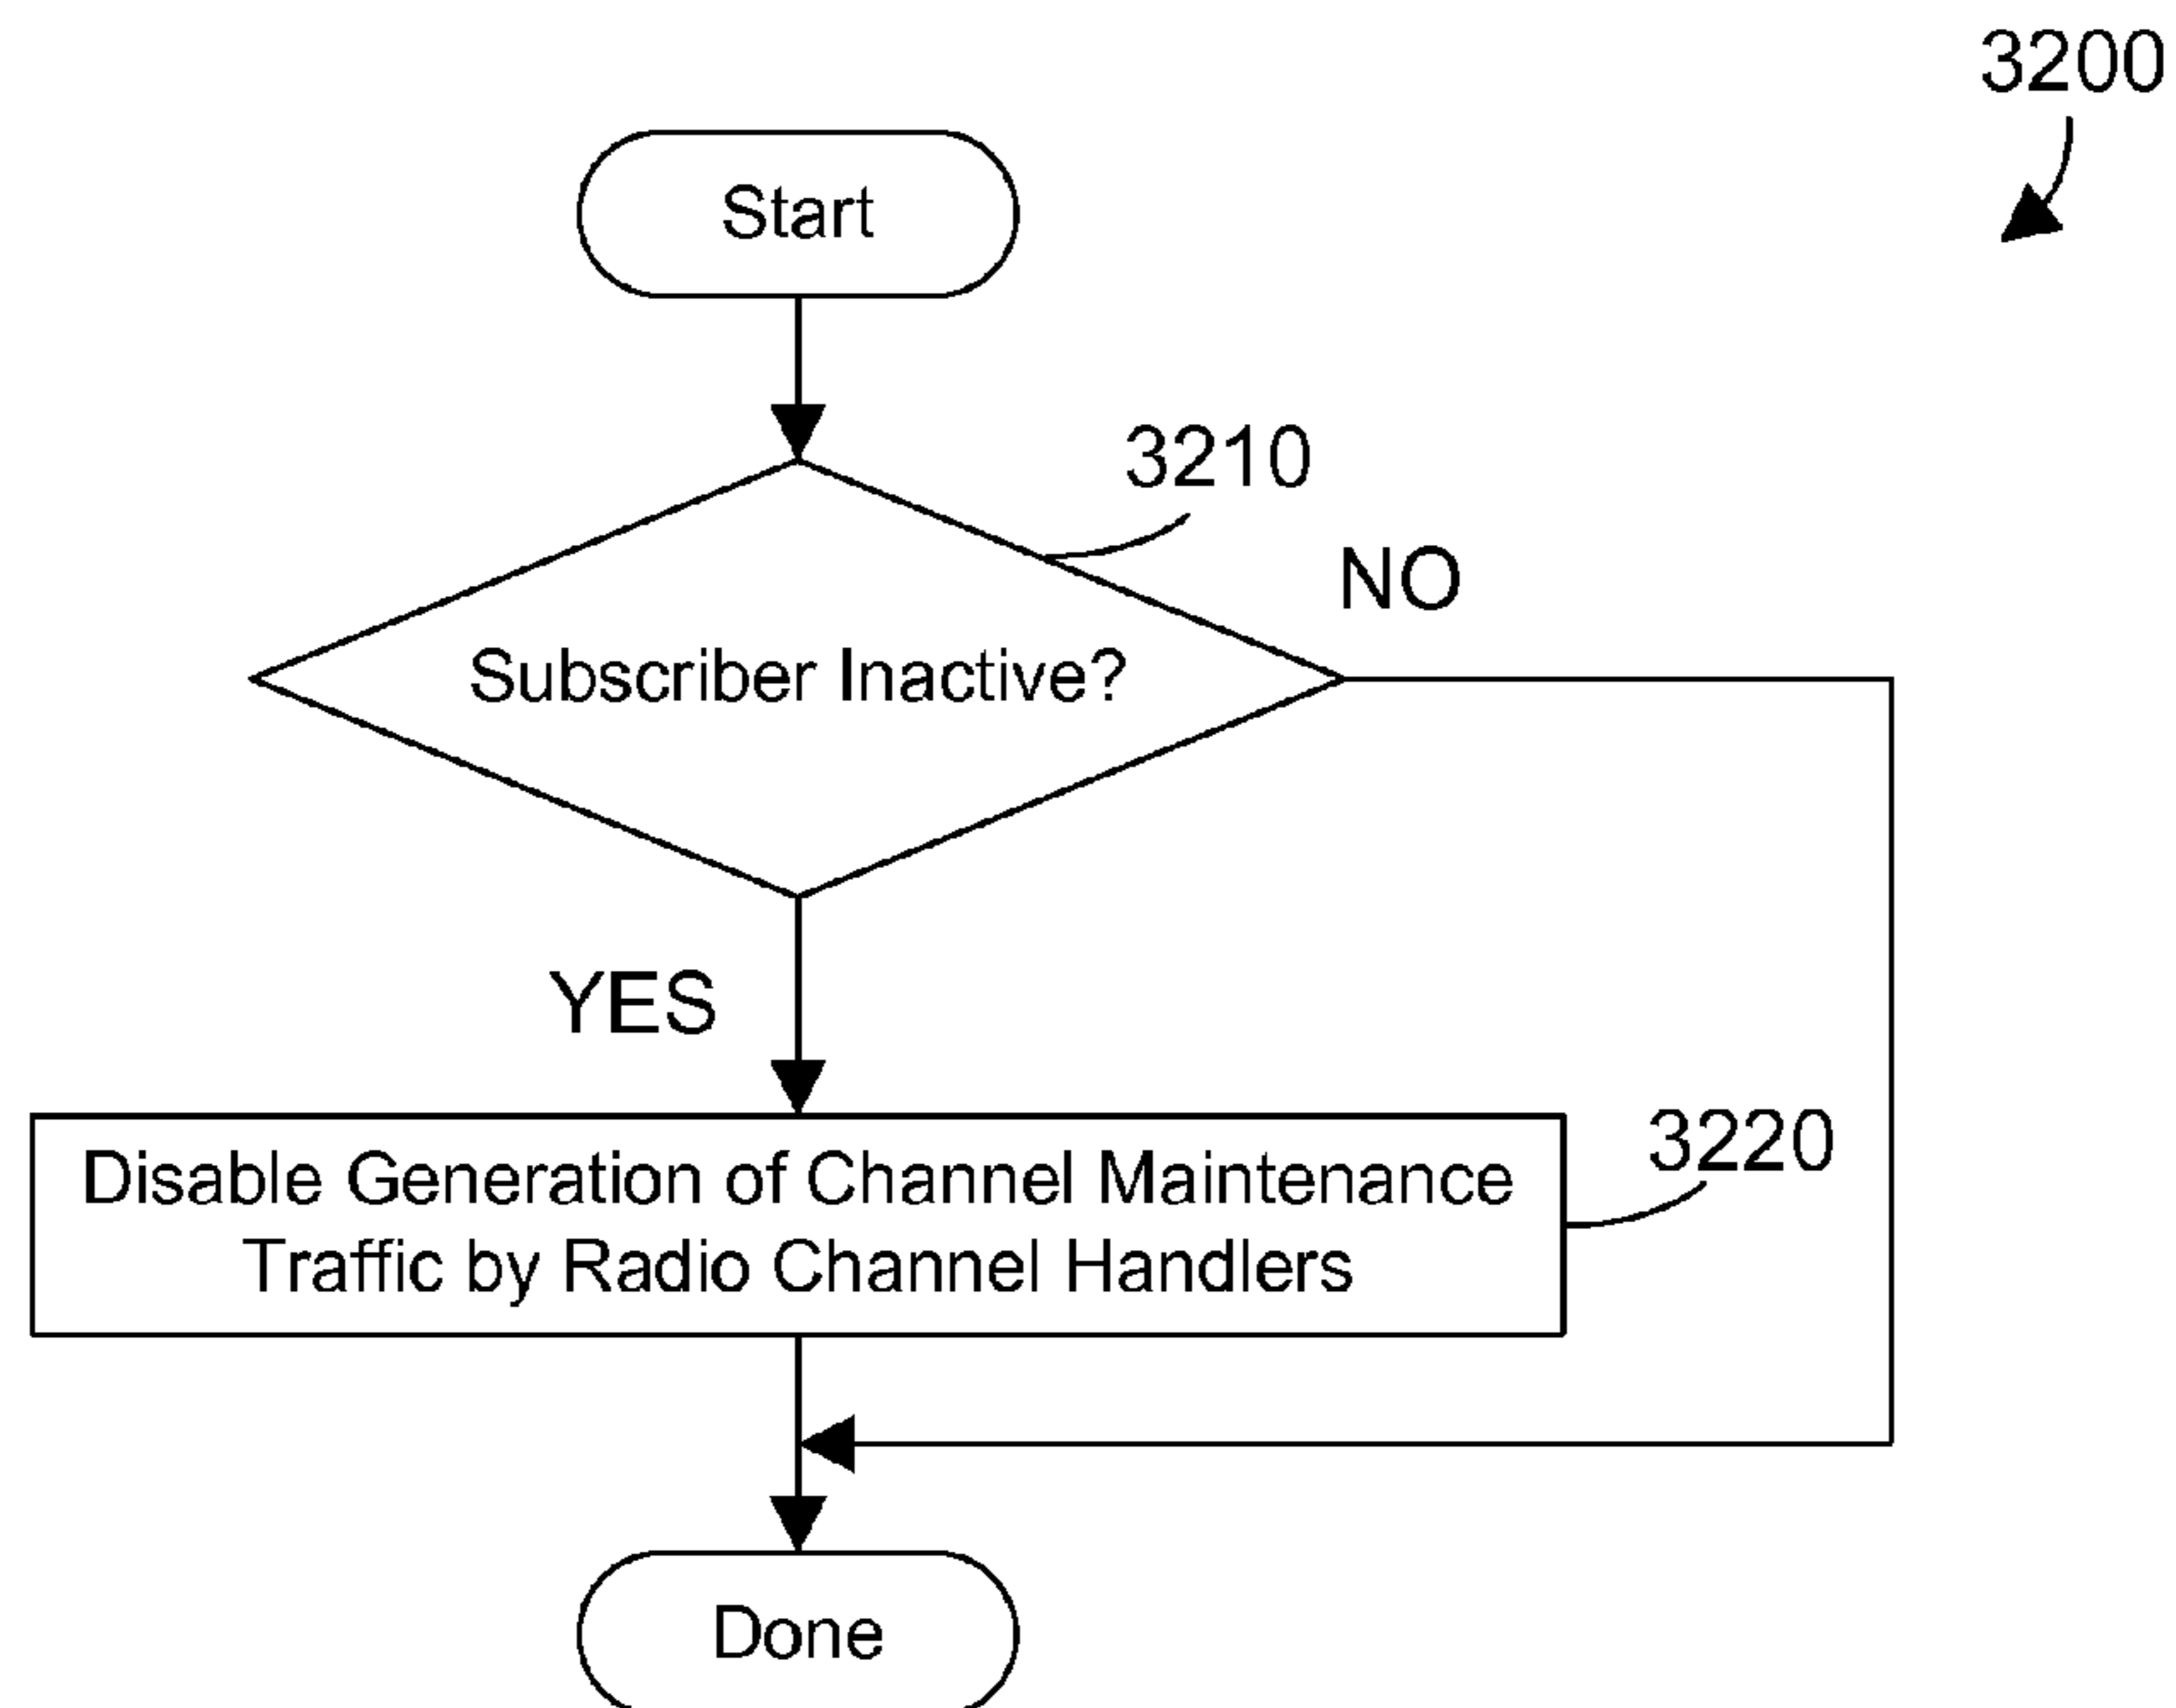 3200
Start
3210
NO
Subscriber Inactive?
YES
3220
Disable Generation of Channel Maintenance
Traffic by Radio Channel Handlers
Done